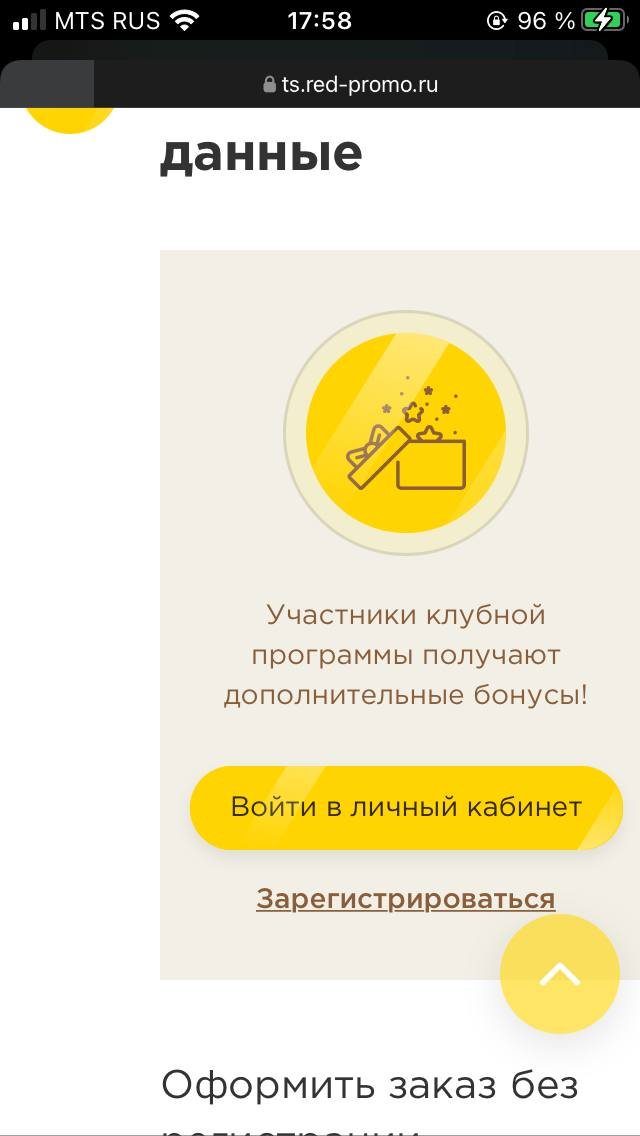 MTS RUS 17:58 96 %
ts.red-promo.ru
данные
Участники клубной
программы получают
дополнительные бонусы!
Войти в личный кабинет
Зарегистрироваться
Оформить заказ без
регистрации